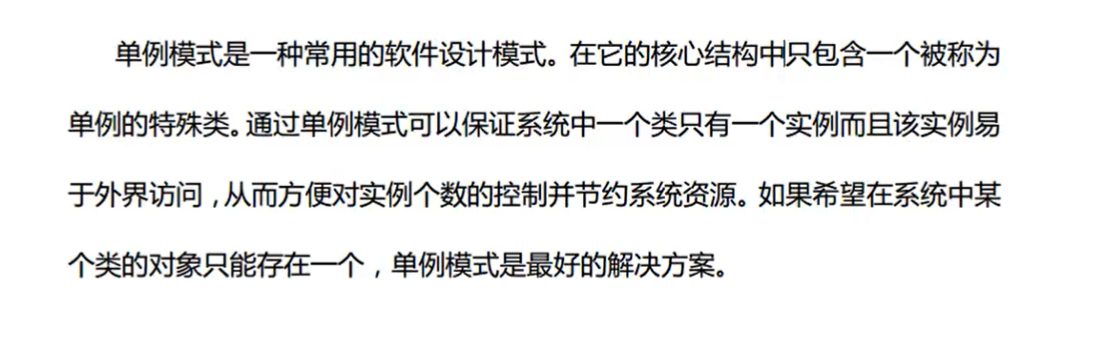 单例模式是一种常用的软件设计模式。在它的核心结构中只包含一个被称为
单例的特殊类。通过单例模式可以保证系统中一个类只有一个实例而且该实例易
于外界访问，从而方便对实例个数的控制并节约系统资源。如果希望在系统中某
个类的对象只能存在一个，单例模式是最好的解决方案。